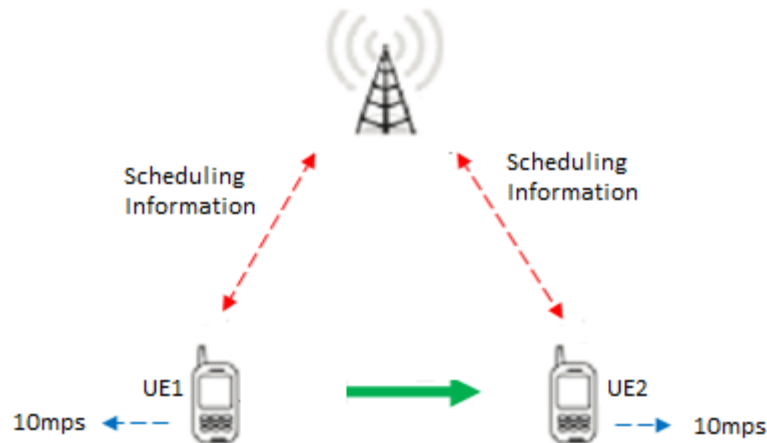 Scheduling
Information
Scheduling
Information
UE1
UE2
10mps
10mps